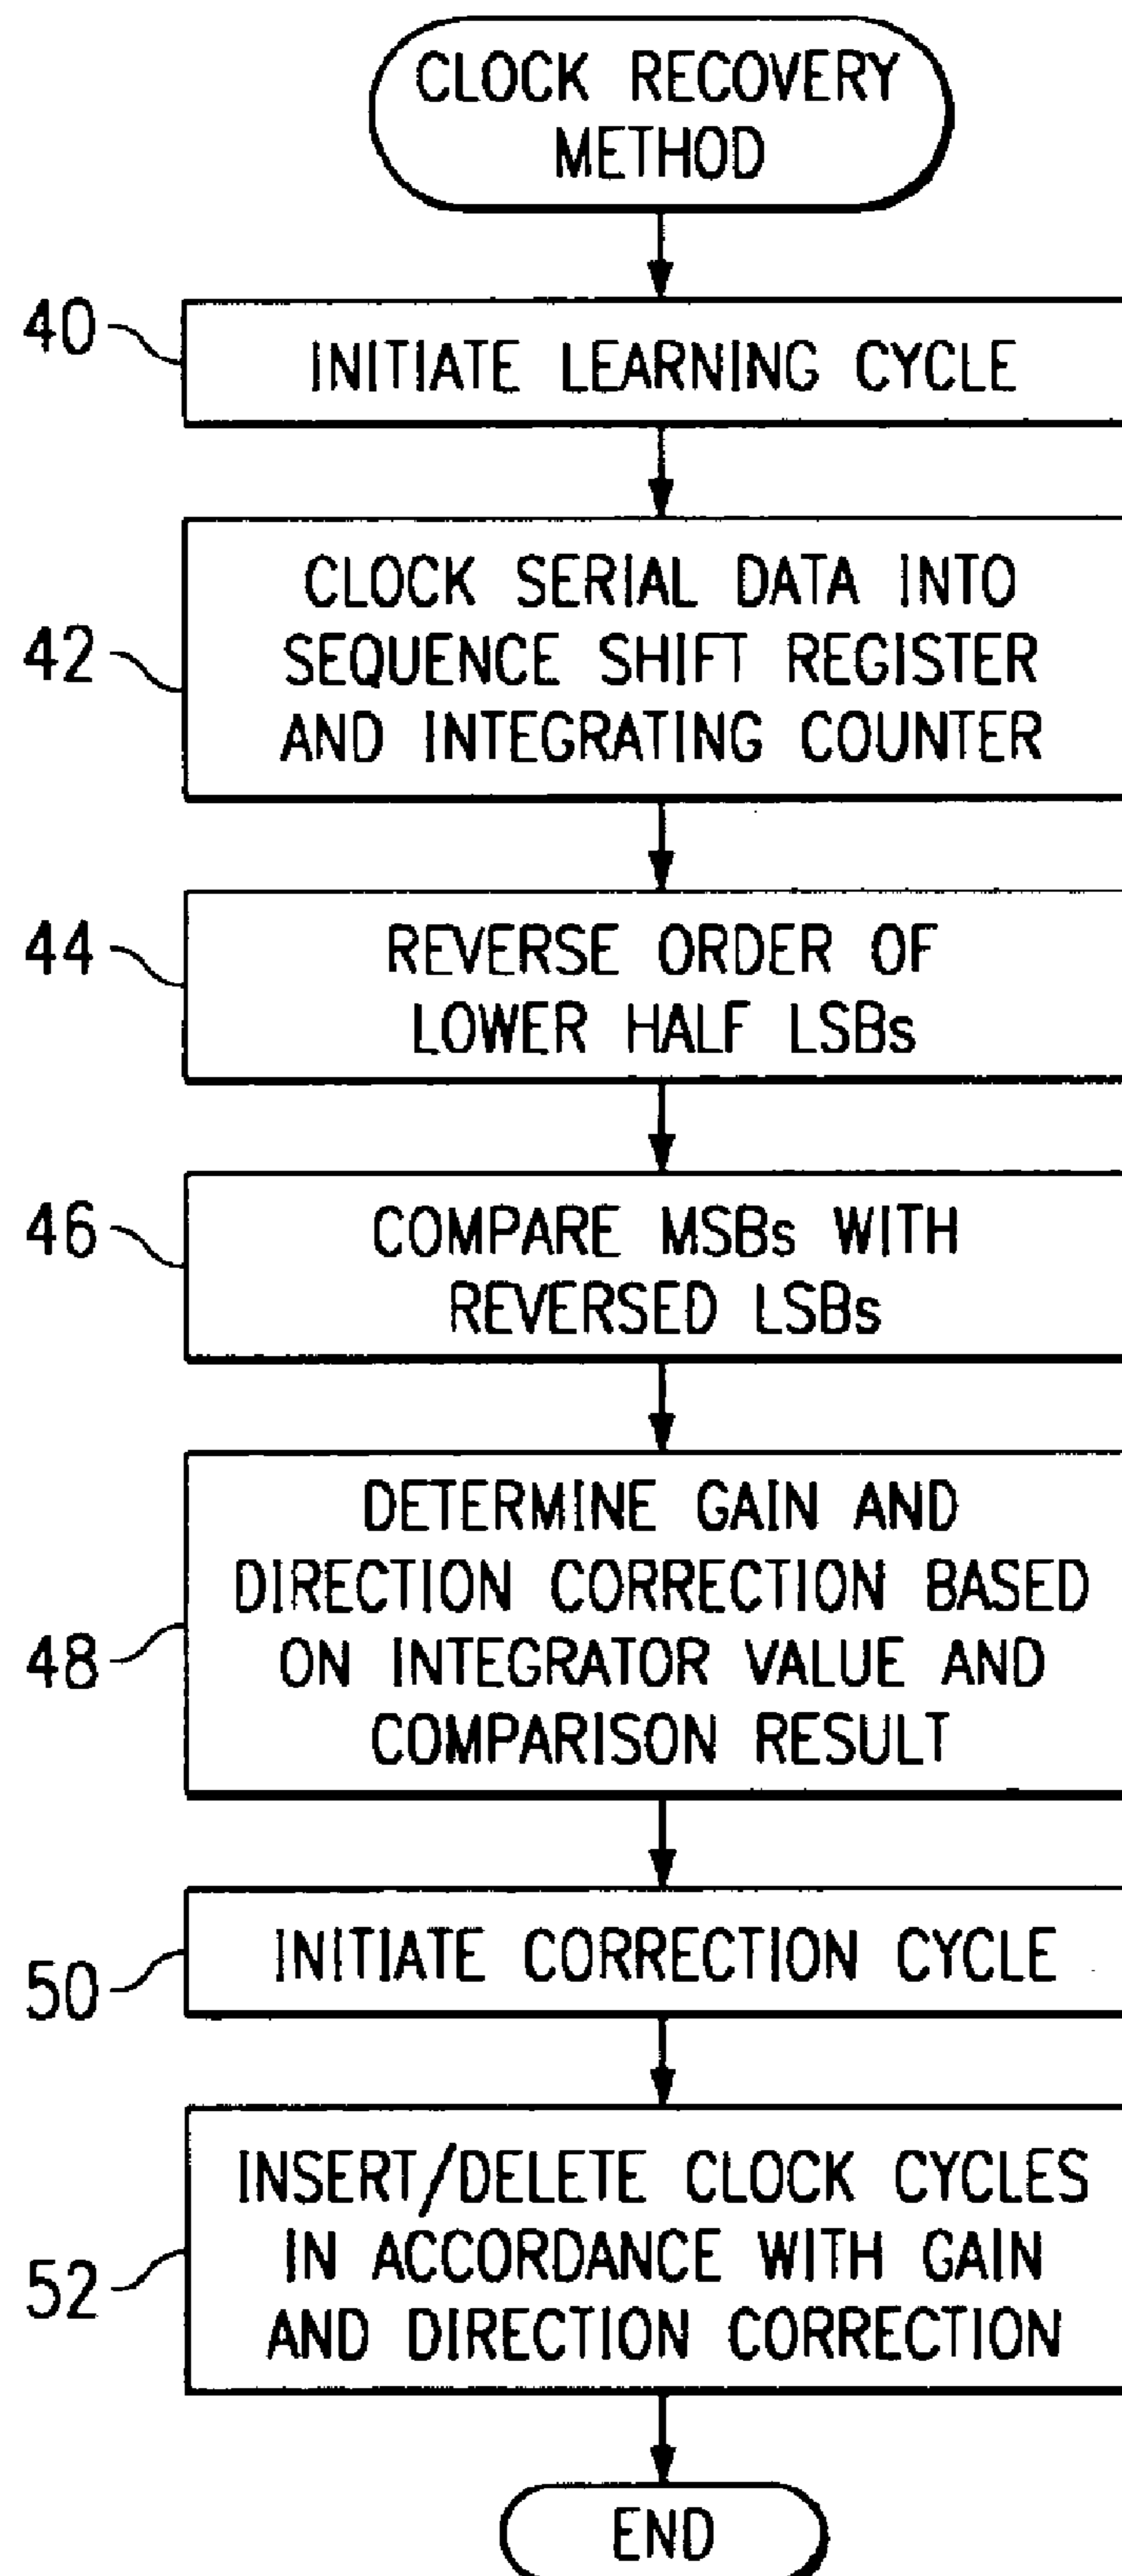 CLOCK RECOVERY
METHOD
40
INITIATE LEARNING CYCLE
42
CLOCK SERIAL DATA INTO
SEQUENCE SHIFT REGISTER
AND INTEGRATING COUNTER
44
REVERSE ORDER OF
LOWER HALF LSBs
46
COMPARE MSBs WITH
REVERSED LSBs
48
DETERMINE GAIN AND
DIRECTION CORRECTION BASED
ON INTEGRATOR VALUE AND
COMPARISON RESULT
50
INITIATE CORRECTION CYCLE
52
INSERT/DELETE CLOCK CYCLES
IN ACCORDANCE WITH GAIN
AND DIRECTION CORRECTION
END